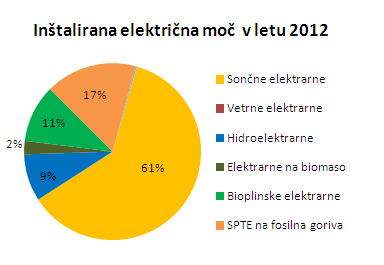 Inštalirana električna moč v letu 2012
17%
11%
2%
9%
61%
Sončne elektrarne
Vetrne elektrarne
Hidroelektrarne
Elektrarne na biomaso
Bioplinske elektrarne
SPTE na fosilna goriva